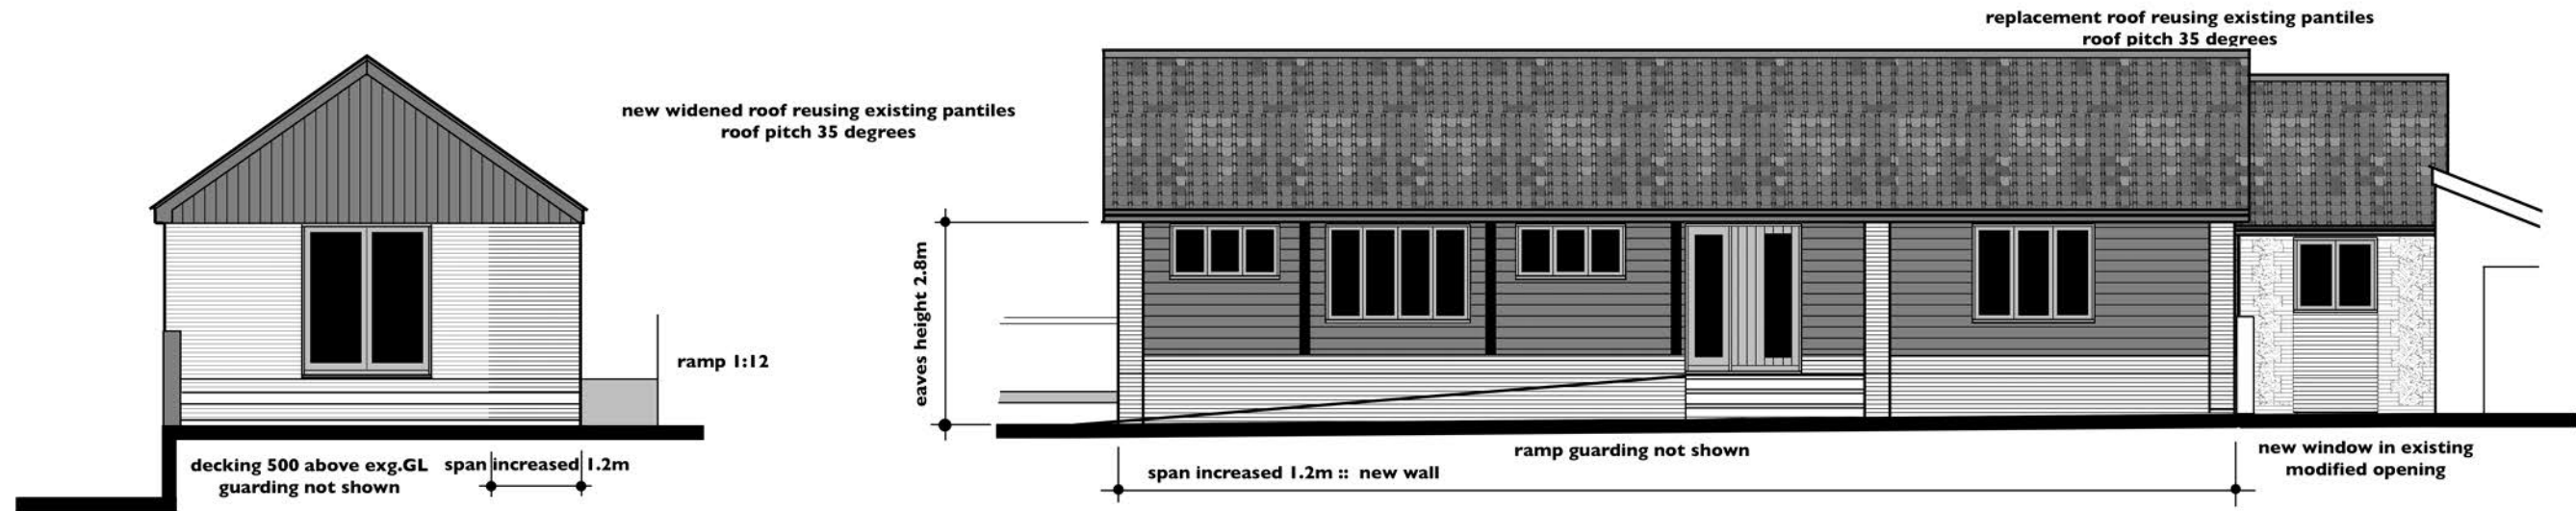 replacement roof reusing existing pantiles
roof pitch 35 degrees
new widened roof reusing existing pantiles
roof pitch 35 degrees
eaves height 2.8m
ramp 1:12
decking 500 above exg.GL
guarding not shown
span increased 1.2m
ramp guarding not shown
span increased 1.2m :: new wall
new window in existing
modified opening